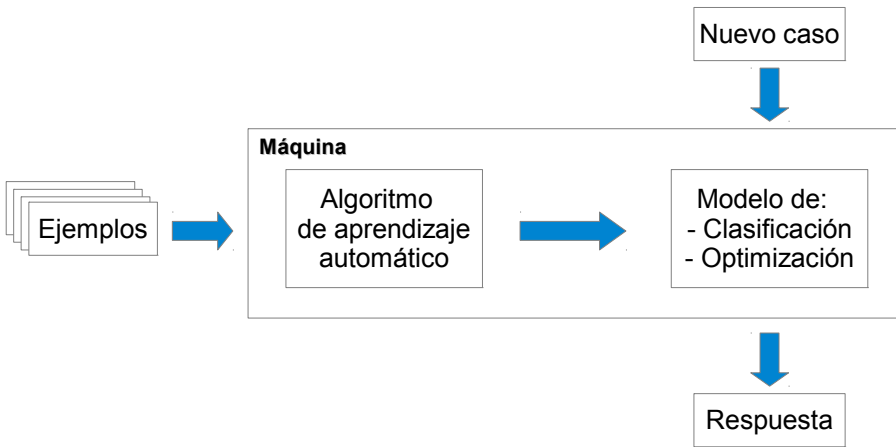 Nuevo caso
Máquina
Ejemplos
Algoritmo
de aprendizaje
automático
Modelo de:
- Clasificación
- Optimización
Respuesta